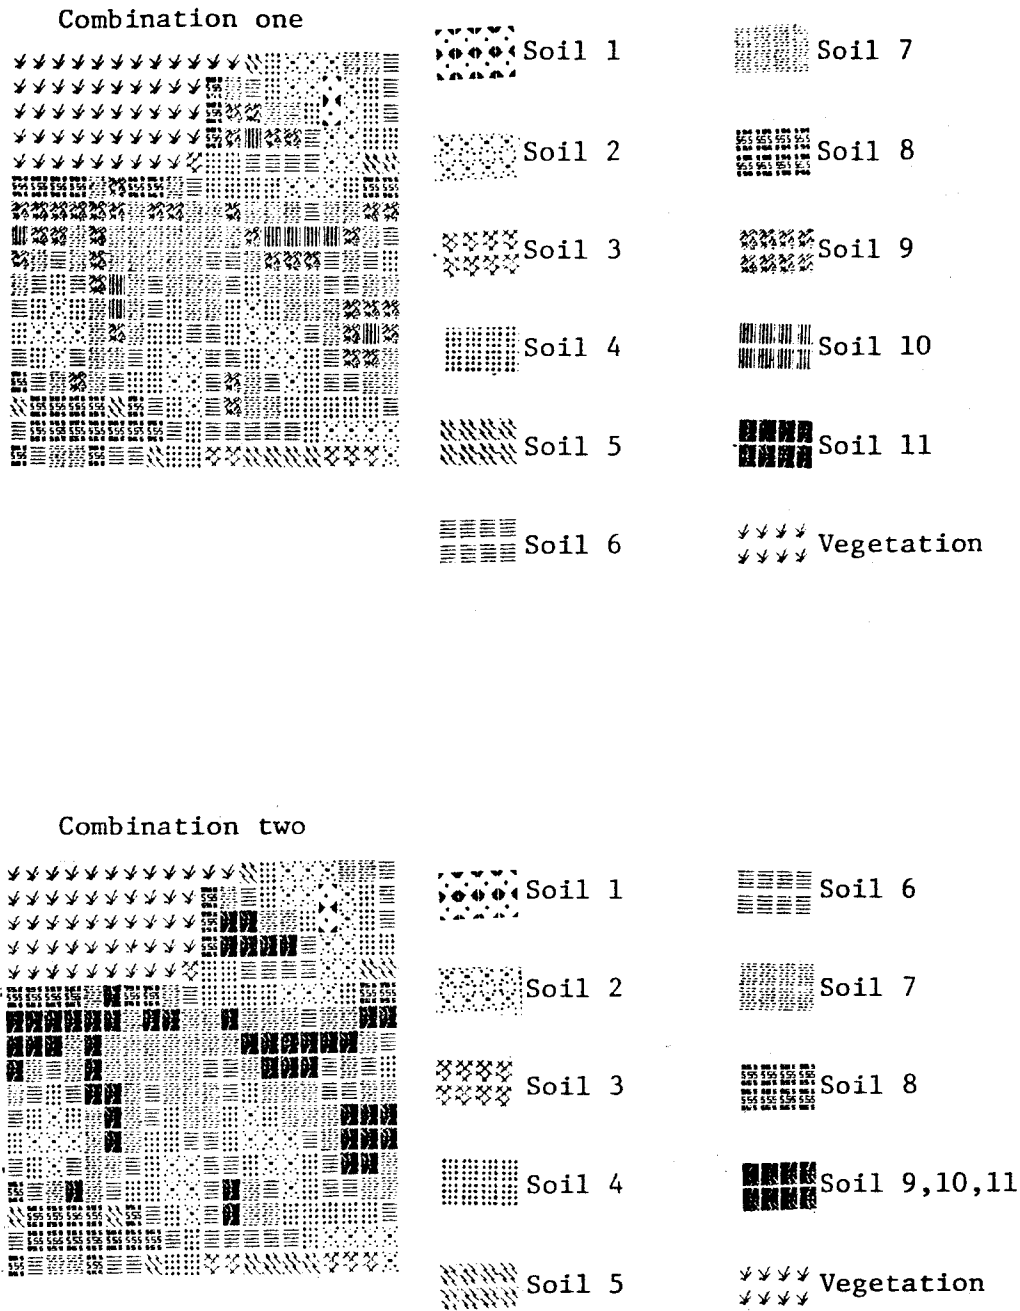 Combination one
Soil 1
Soil 7
Soil 2
Soil 8
Soil 3
Soil 9
Soil 4
Soil 10
Soil 5
Soil 11
Soil 6
Vegetation
Combination two
Soil 1
Soil 6
Soil 2
Soil 7
Soil 3
Soil 8
Soil 4
Soil 9,10,11
Soil 5
Vegetation